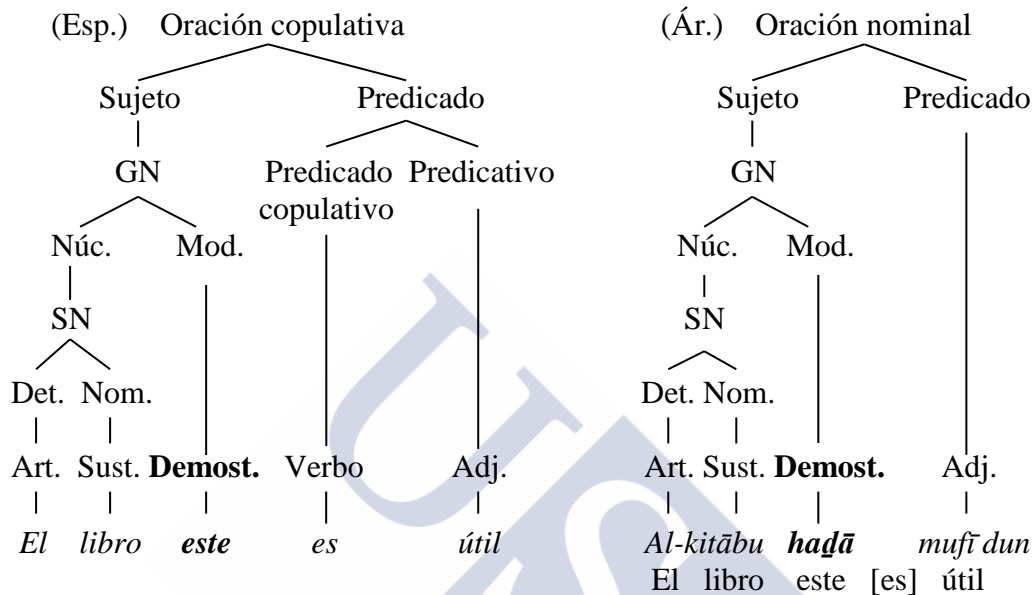 (Esp.) Oración copulativa (Ár.) Oración nominal
Sujeto Predicado Sujeto Predicado
GN Predicado Predicativo GN
copulativo
Núc. Mod. Núc. Mod.
SN SN
Det. Nom. Det. Nom.
Art. Sust. Demost. Verbo Adj. Art. Sust. Demost. Adj.
El libro este es útil Al-kitābu haḏā mufī dun
El libro este [es] útil